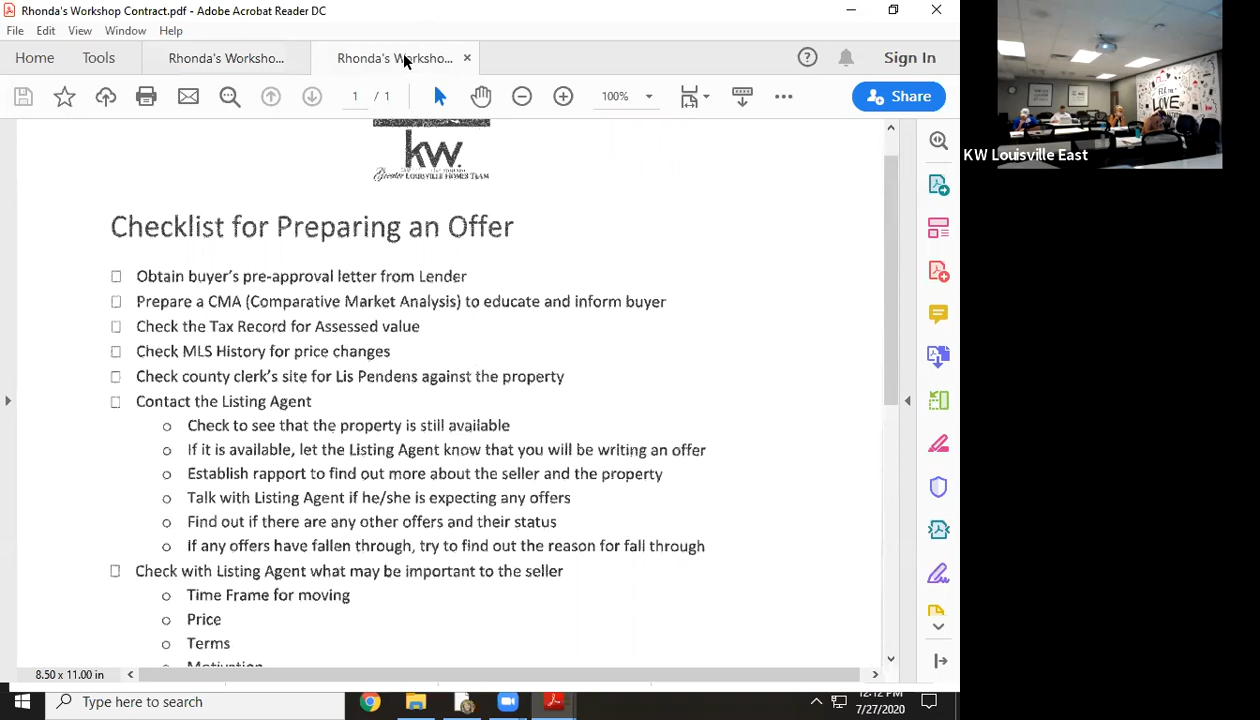 Rhonda's Workshop Contract.pdf - Adobe Acrobat Reader DC
File Edit View Window Help
Home Tools Rhonda's Worksho... Rhonda's Worksho... × Sign In
1 / 1 100% Share
kw.
Greater LOUISVILLE HOMES TEAM
Checklist for Preparing an Offer
Obtain buyer's pre-approval letter from Lender
Prepare a CMA (Comparative Market Analysis) to educate and inform buyer
Check the Tax Record for Assessed value
Check MLS History for price changes
Check county clerk's site for Lis Pendens against the property
Contact the Listing Agent
o Check to see that the property is still available
o If it is available, let the Listing Agent know that you will be writing an offer
o Establish rapport to find out more about the seller and the property
o Talk with Listing Agent if he/she is expecting any offers
o Find out if there are any other offers and their status
o If any offers have fallen through, try to find out the reason for fall through
Check with Listing Agent what may be important to the seller
o Time Frame for moving
o Price
o Terms
o Motivation
8.50 x 11.00 in
Type here to search
12:12 PM
7/27/2020
LOVE
KW Louisville East